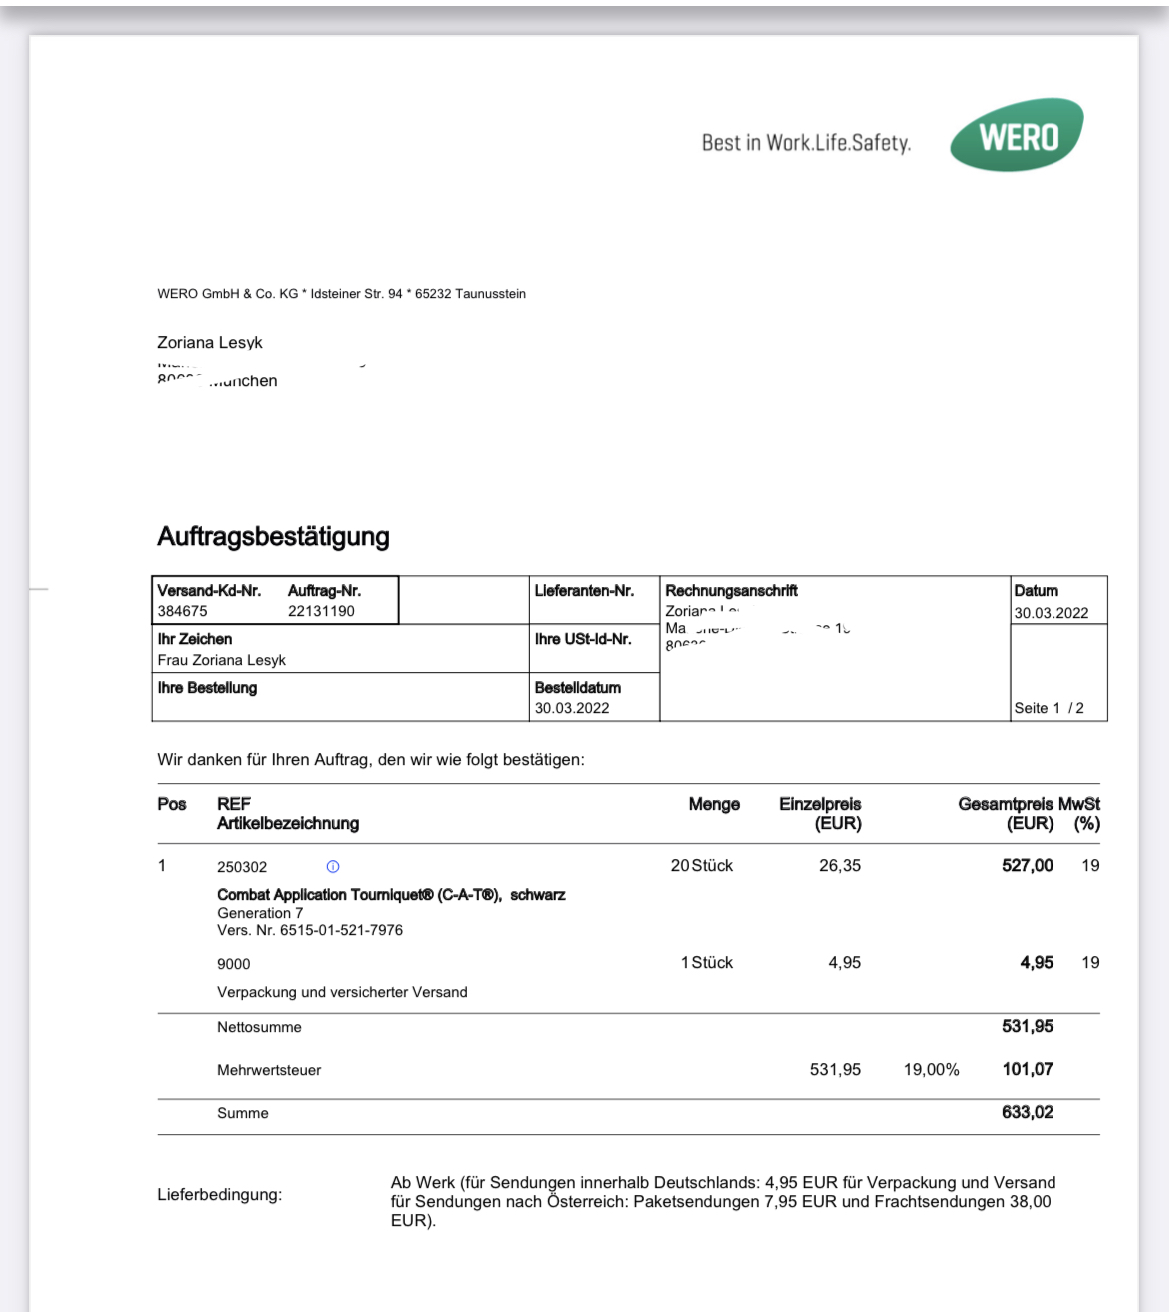 Best in Work.Life.Safety.
WERO
WERO GmbH & Co. KG * Idsteiner Str. 94 * 65232 Taunusstein
Zoriana Lesyk
München
Auftragsbestätigung
Versand-Kd-Nr. Auftrag-Nr. Lieferanten-Nr. Rechnungsanschrift Datum
384675 22131190 30.03.2022
Ihr Zeichen Ihre USt-Id-Nr.
Frau Zoriana Lesyk
Ihre Bestellung Bestelldatum
30.03.2022 Seite 1 / 2
Wir danken für Ihren Auftrag, den wir wie folgt bestätigen:
Pos REF Menge Einzelpreis Gesamtpreis MwSt
Artikelbezeichnung (EUR) (EUR) (%)
1 250302 20 Stück 26,35 527,00 19
Combat Application Tourniquet® (C-A-T®), schwarz
Generation 7
Vers. Nr. 6515-01-521-7976
9000 1 Stück 4,95 4,95 19
Verpackung und versicherter Versand
Nettosumme 531,95
Mehrwertsteuer 531,95 19,00% 101,07
Summe 633,02
Lieferbedingung: Ab Werk (für Sendungen innerhalb Deutschlands: 4,95 EUR für Verpackung und Versand
für Sendungen nach Österreich: Paketsendungen 7,95 EUR und Frachtsendungen 38,00
EUR).